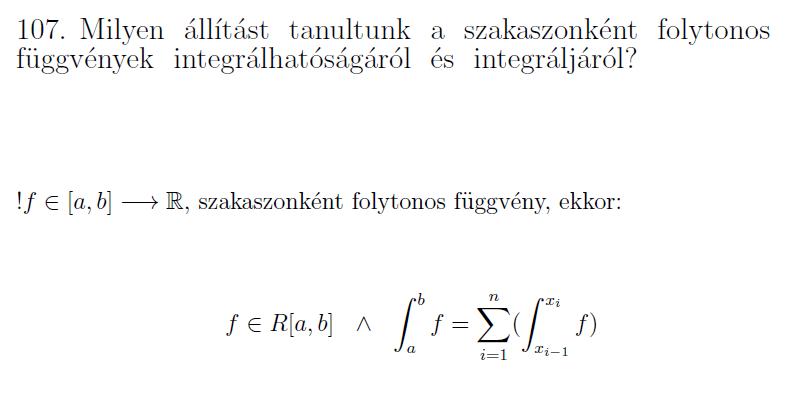 107. Milyen állítást tanultunk a szakaszonként folytonos
függvények integrálhatóságáról és integráljáról?
!f ∈ [a, b] ⟶ ℝ, szakaszonként folytonos függvény, ekkor:
f ∈ R[a, b] ∧ ∫_a^b f = ∑_{i=1}^n (∫_{x_{i−1}}^{x_i} f)